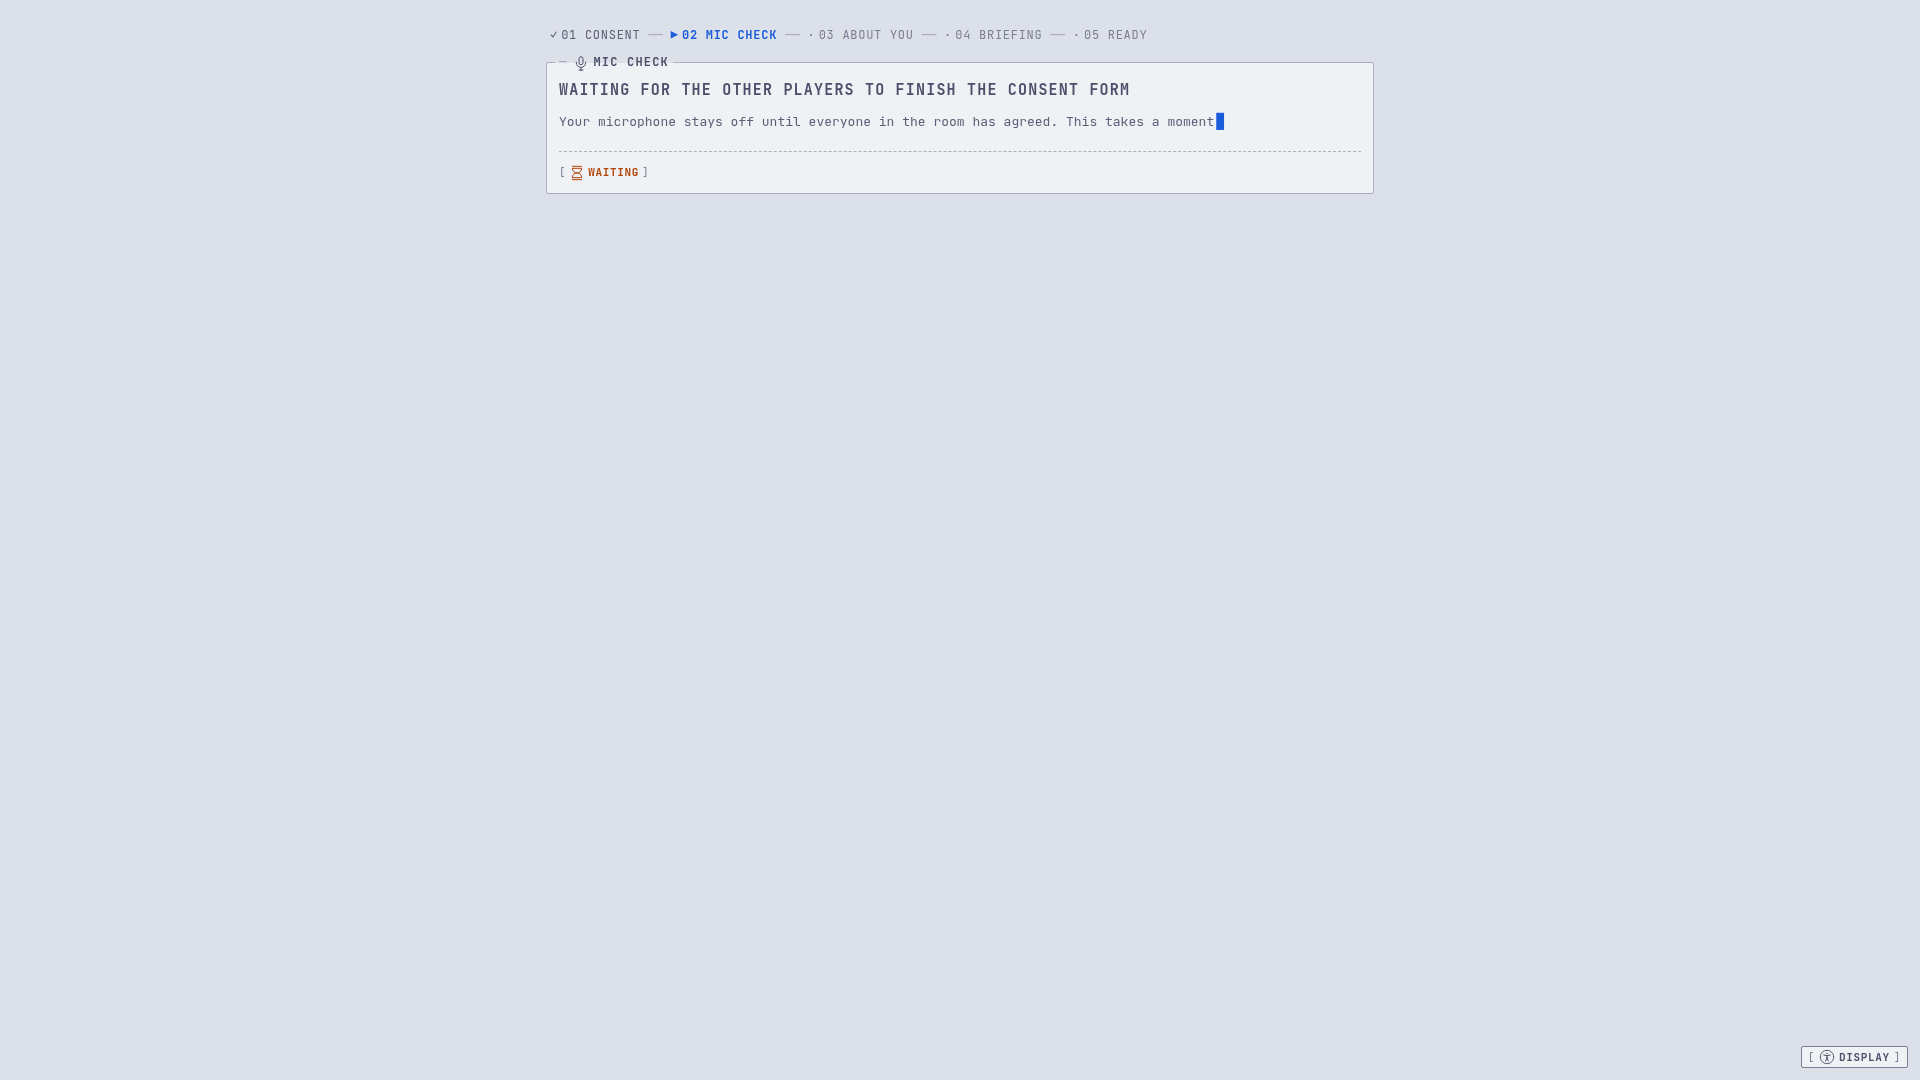 ✓ 01 CONSENT — ▶ 02 MIC CHECK — · 03 ABOUT YOU — · 04 BRIEFING — · 05 READY
MIC CHECK
WAITING FOR THE OTHER PLAYERS TO FINISH THE CONSENT FORM
Your microphone stays off until everyone in the room has agreed. This takes a moment
[ WAITING ]
[ DISPLAY ]